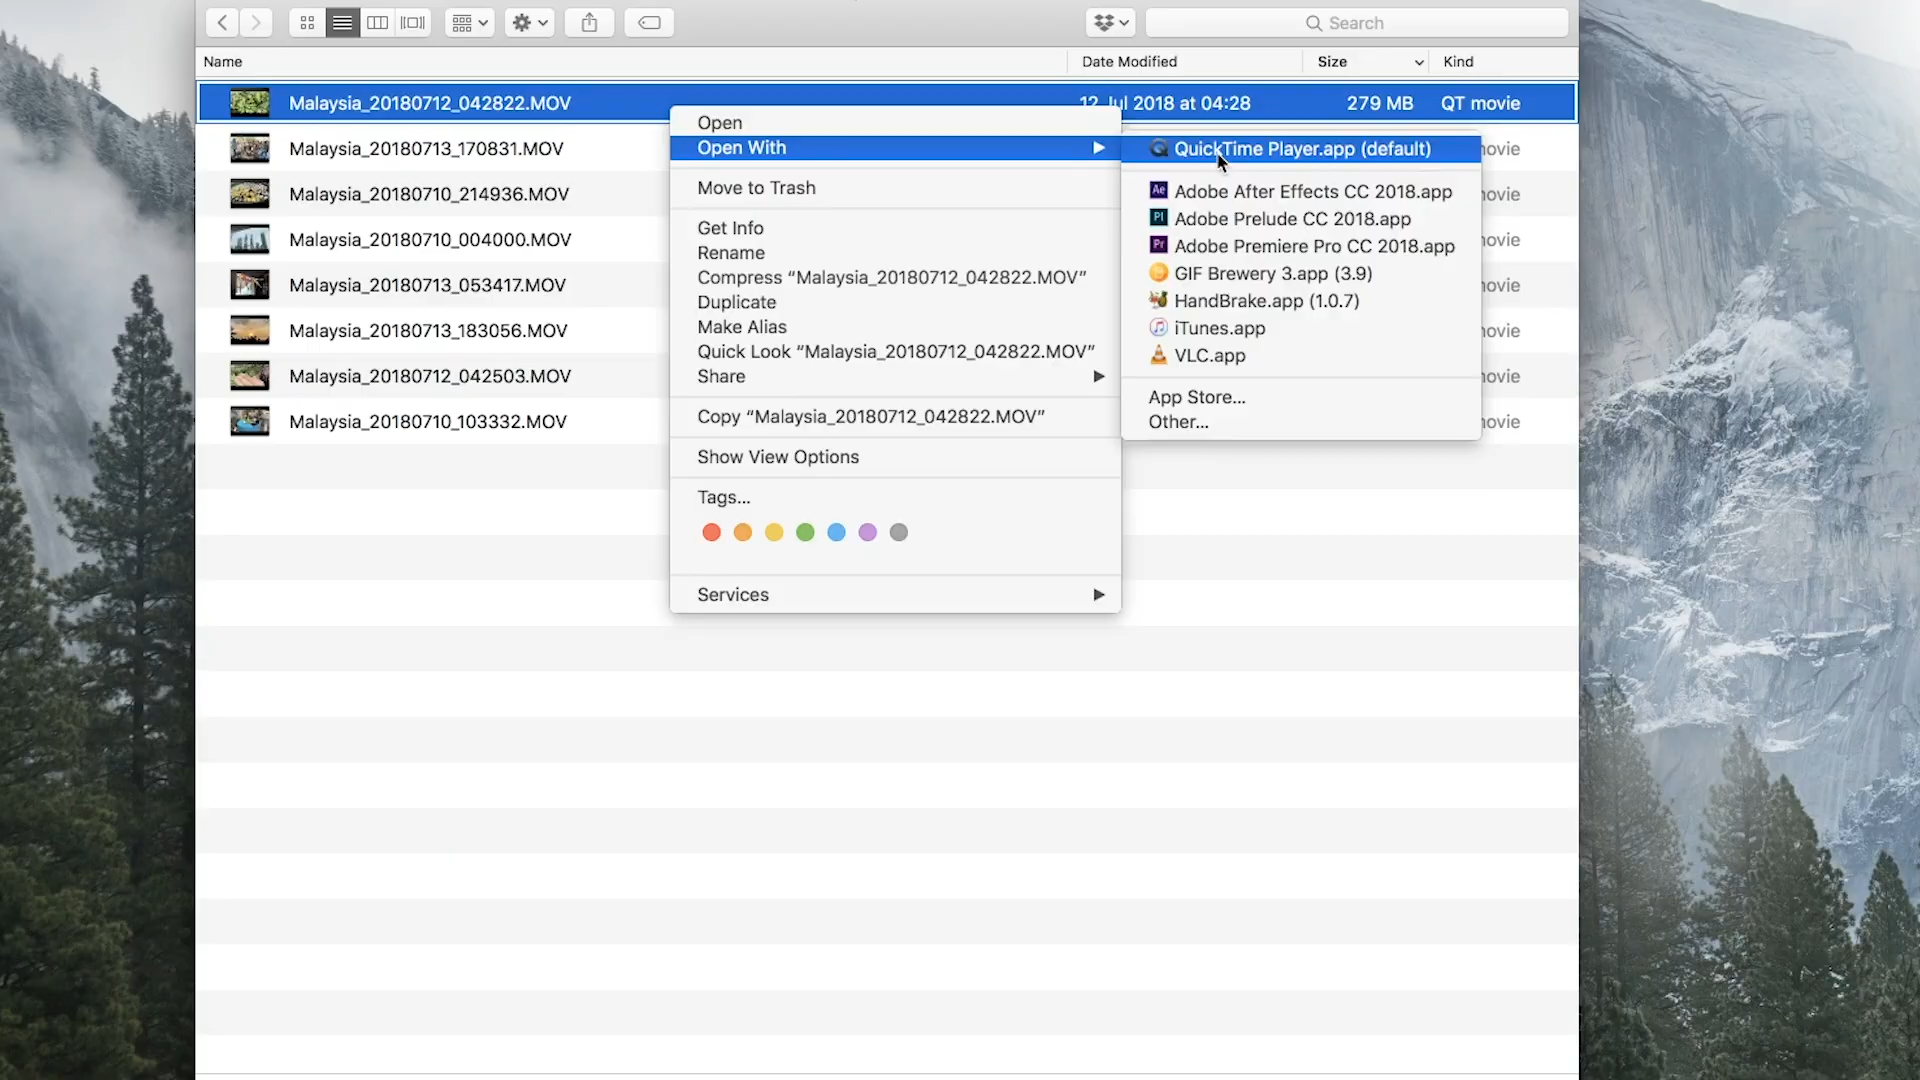 Search
Name Date Modified Size Kind
Malaysia_20180712_042822.MOV 12 Jul 2018 at 04:28 279 MB QT movie
Malaysia_20180713_170831.MOV
Malaysia_20180710_214936.MOV
Malaysia_20180710_004000.MOV
Malaysia_20180713_053417.MOV
Malaysia_20180713_183056.MOV
Malaysia_20180712_042503.MOV
Malaysia_20180710_103332.MOV
Open
Open With
Move to Trash
Get Info
Rename
Compress “Malaysia_20180712_042822.MOV”
Duplicate
Make Alias
Quick Look “Malaysia_20180712_042822.MOV”
Share
Copy “Malaysia_20180712_042822.MOV”
Show View Options
Tags...
Services
QuickTime Player.app (default)
Ae Adobe After Effects CC 2018.app
Pl Adobe Prelude CC 2018.app
Pr Adobe Premiere Pro CC 2018.app
GIF Brewery 3.app (3.9)
HandBrake.app (1.0.7)
iTunes.app
VLC.app
App Store...
Other...